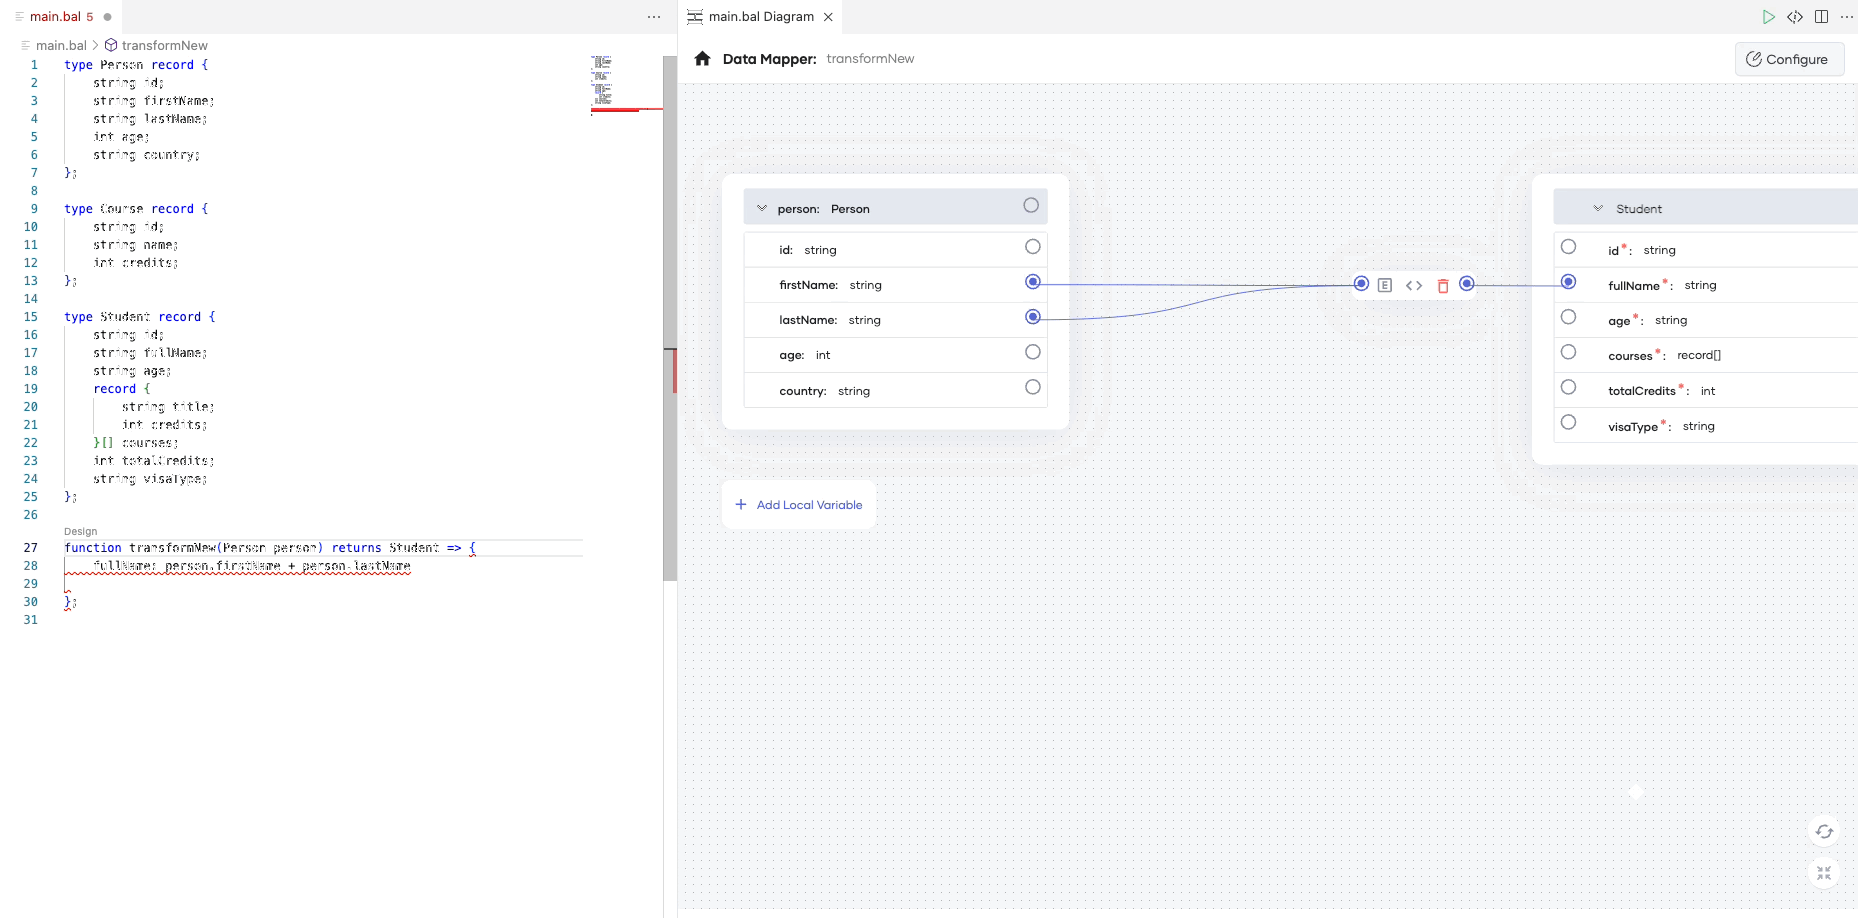 main.bal 5
main.bal > transformNew
1 type Person record {
2 string id;
3 string firstName;
4 string lastName;
5 int age;
6 string country;
7 };
8
9 type Course record {
10 string id;
11 string name;
12 int credits;
13 };
14
15 type Student record {
16 string id;
17 string fullName;
18 string age;
19 record {
20 string title;
21 int credits;
22 }[] courses;
23 int totalCredits;
24 string visaType;
25 };
26
Design
27 function transformNew(Person person) returns Student => {
28 fullName: person.firstName + person.lastName
29
30 };
31
main.bal Diagram
Data Mapper: transformNew
Configure
person: Person
id: string
firstName: string
lastName: string
age: int
country: string
Add Local Variable
E
Student
id*: string
fullName*: string
age*: string
courses*: record[]
totalCredits*: int
visaType*: string